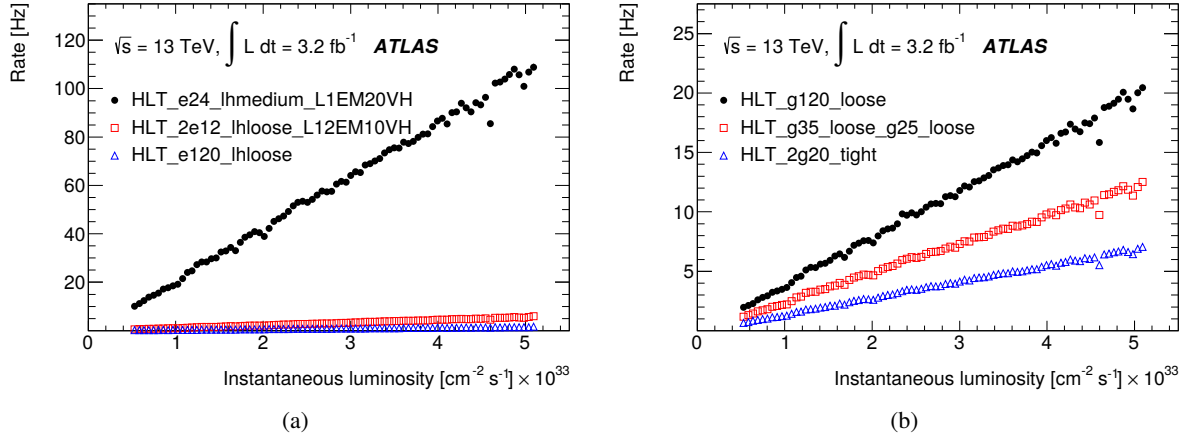 Rate [Hz]
120
100
80
60
40
20
0
1
2
3
4
5
√s = 13 TeV, ∫ L dt = 3.2 fb⁻¹ ATLAS
HLT_e24_lhmedium_L1EM20VH
HLT_2e12_lhloose_L12EM10VH
HLT_e120_lhloose
Instantaneous luminosity [cm⁻² s⁻¹] × 10³³
(a)
Rate [Hz]
25
20
15
10
5
0
1
2
3
4
5
√s = 13 TeV, ∫ L dt = 3.2 fb⁻¹ ATLAS
HLT_g120_loose
HLT_g35_loose_g25_loose
HLT_2g20_tight
Instantaneous luminosity [cm⁻² s⁻¹] × 10³³
(b)